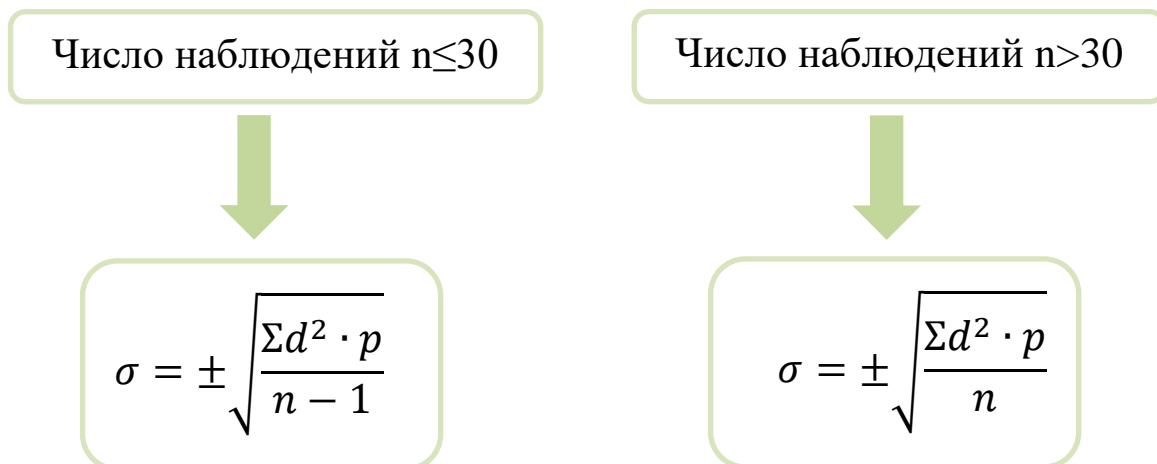 Число наблюдений n≤30
Число наблюдений n>30
σ = ±√(Σd² · p / n − 1)
σ = ±√(Σd² · p / n)